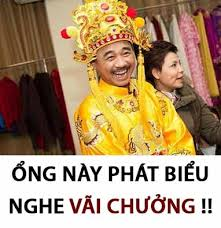 ỔNG NÀY PHÁT BIỂU
NGHE VÃI CHƯỞNG !!